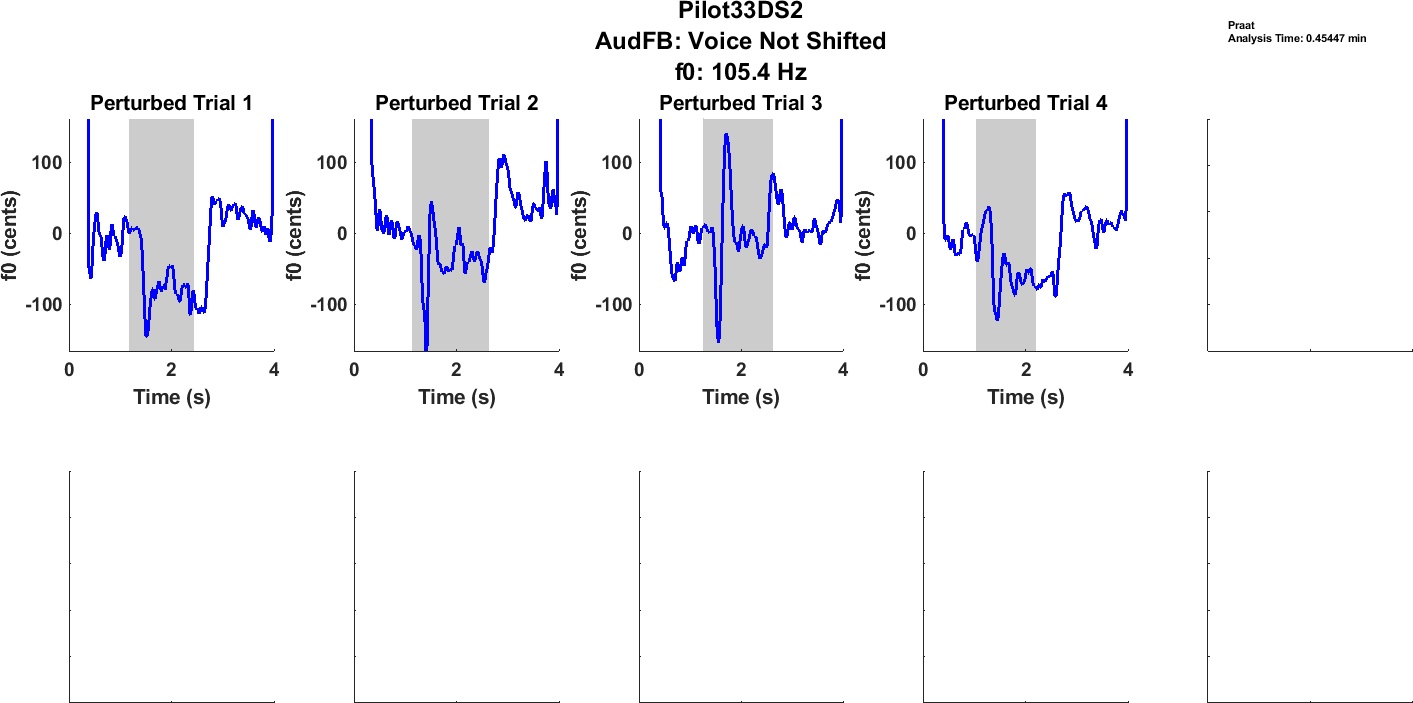 Pilot33DS2
AudFB: Voice Not Shifted
f0: 105.4 Hz
Praat
Analysis Time: 0.45447 min
Perturbed Trial 1
f0 (cents)
100
0
-100
0 2 4
Time (s)
Perturbed Trial 2
f0 (cents)
100
0
-100
0 2 4
Time (s)
Perturbed Trial 3
f0 (cents)
100
0
-100
0 2 4
Time (s)
Perturbed Trial 4
f0 (cents)
100
0
-100
0 2 4
Time (s)